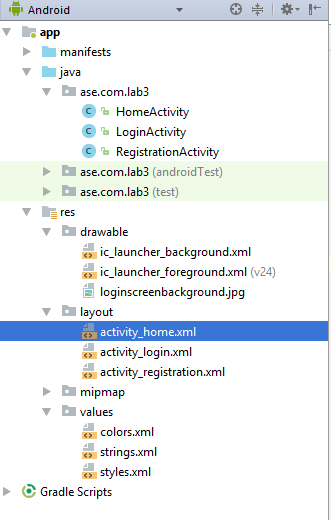 Android
app
manifests
java
ase.com.lab3
HomeActivity
LoginActivity
RegistrationActivity
ase.com.lab3 (androidTest)
ase.com.lab3 (test)
res
drawable
ic_launcher_background.xml
ic_launcher_foreground.xml (v24)
loginscreenbackground.jpg
layout
activity_home.xml
activity_login.xml
activity_registration.xml
mipmap
values
colors.xml
strings.xml
styles.xml
Gradle Scripts